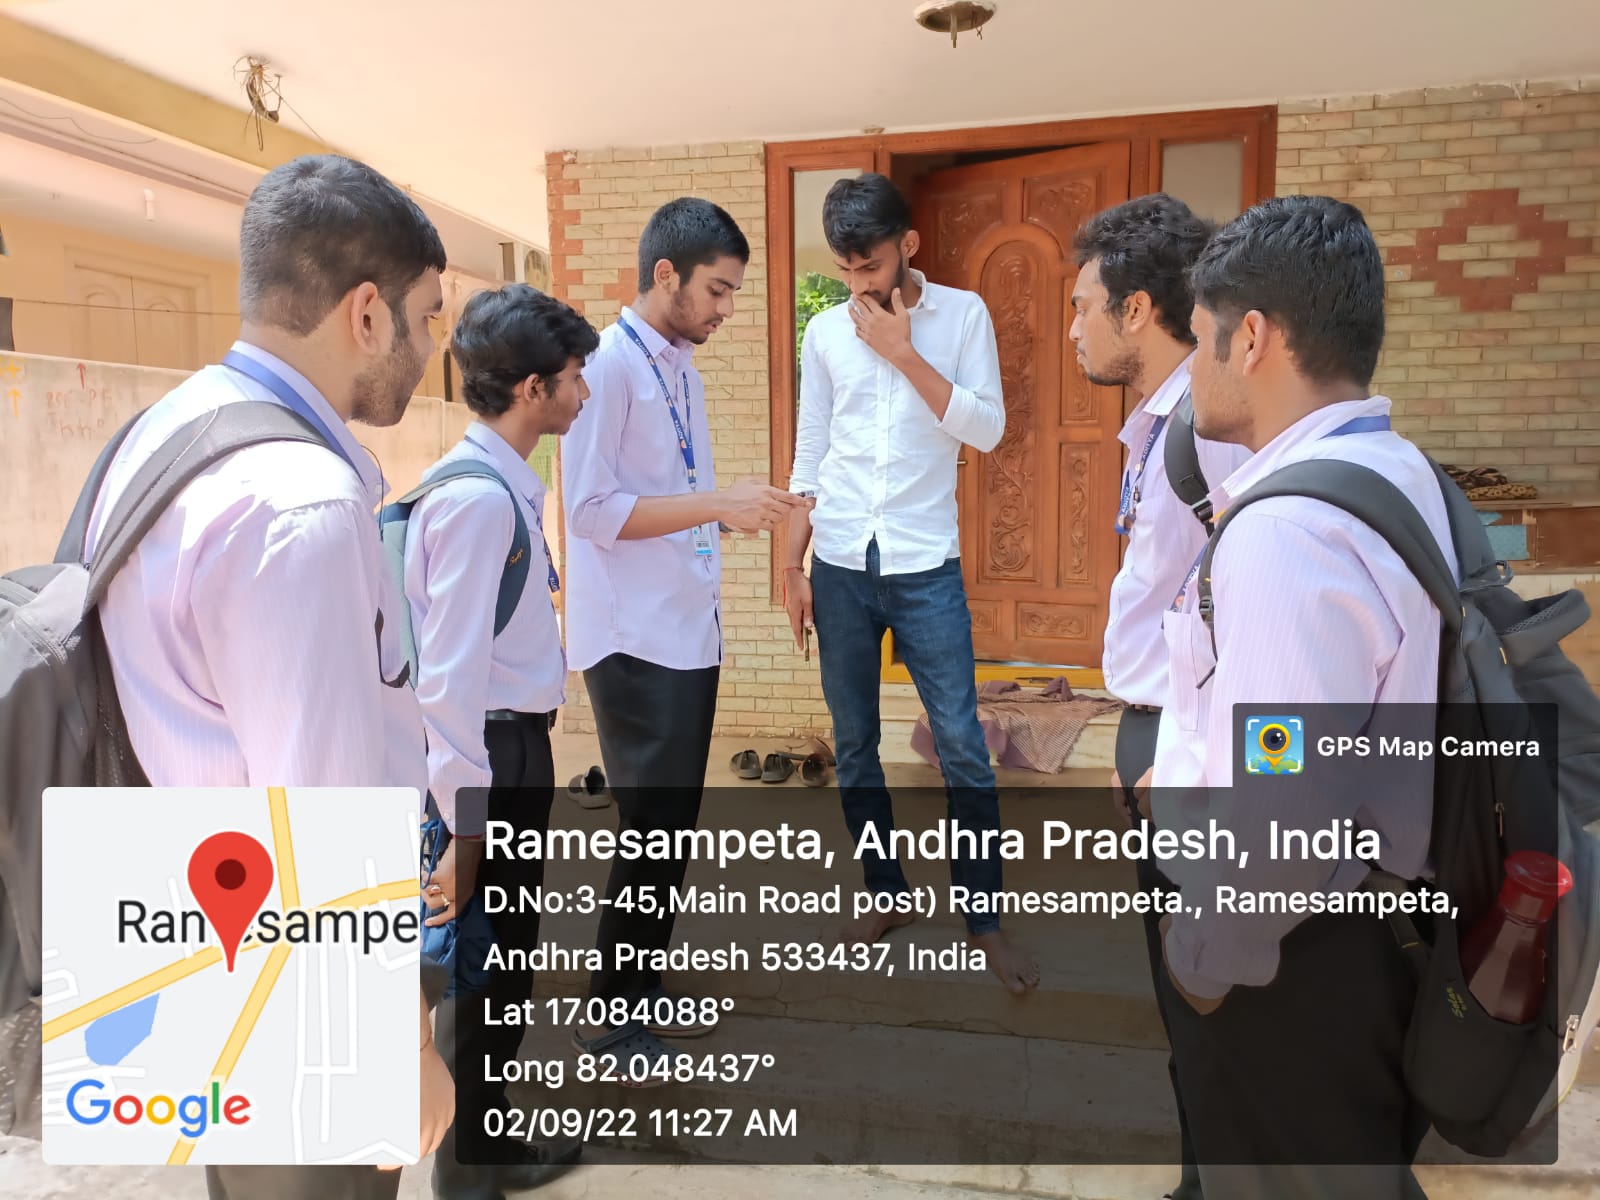 GPS Map Camera
Ramesampeta, Andhra Pradesh, India
D.No:3-45,Main Road post) Ramesampeta., Ramesampeta,
Andhra Pradesh 533437, India
Lat 17.084088°
Long 82.048437°
02/09/22 11:27 AM
Google
ADITYA